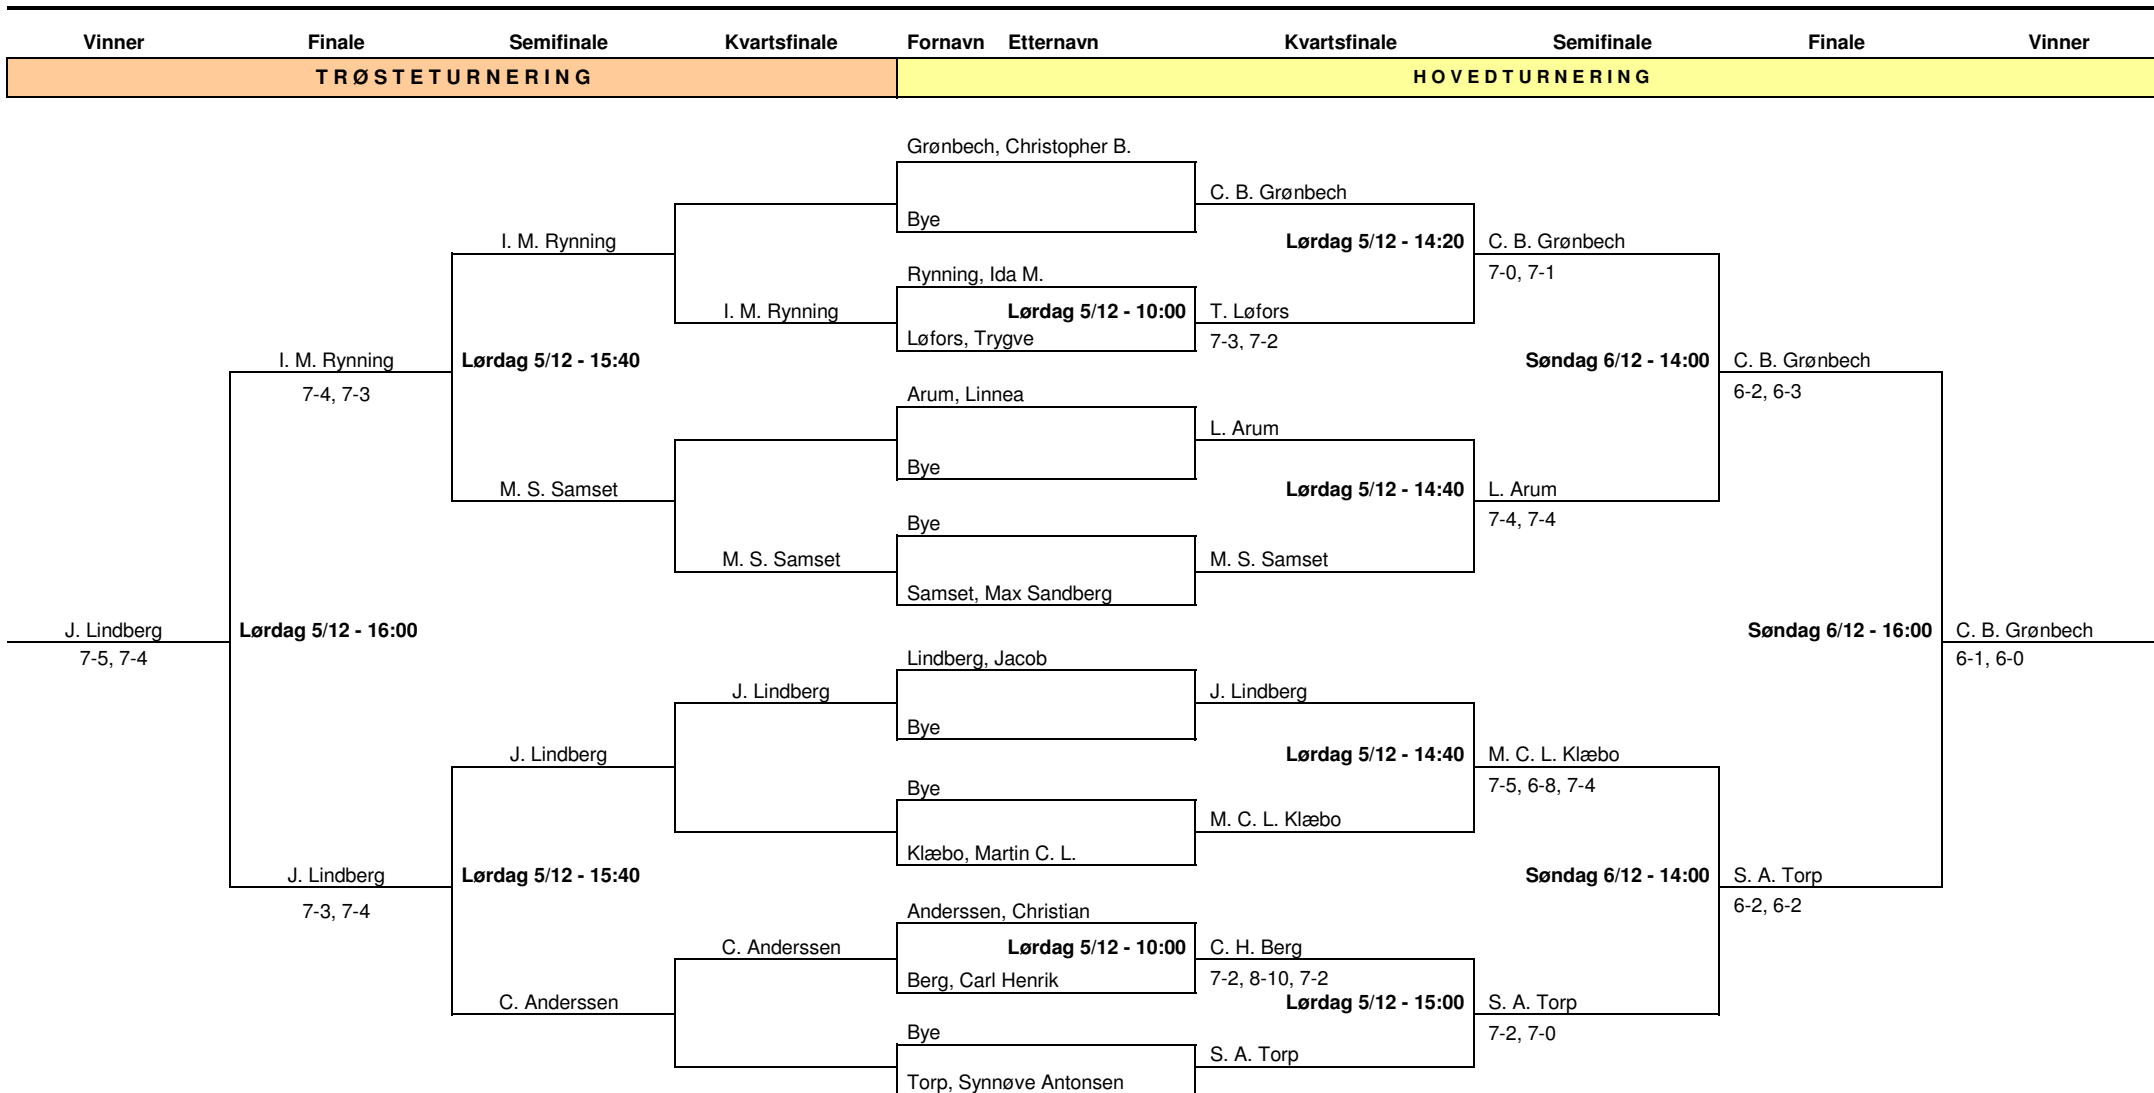 Vinner Finale Semifinale Kvartsfinale Fornavn Etternavn Kvartsfinale Semifinale Finale Vinner
TRØSTETURNERING HOVEDTURNERING
Grønbech, Christopher B.
C. B. Grønbech
Bye
I. M. Rynning Lørdag 5/12 - 14:20 C. B. Grønbech
Rynning, Ida M. 7-0, 7-1
I. M. Rynning Lørdag 5/12 - 10:00 T. Løfors
Løfors, Trygve 7-3, 7-2
I. M. Rynning Lørdag 5/12 - 15:40 Søndag 6/12 - 14:00 C. B. Grønbech
7-4, 7-3 Arum, Linnea 6-2, 6-3
L. Arum
Bye
M. S. Samset Lørdag 5/12 - 14:40 L. Arum
Bye 7-4, 7-4
M. S. Samset M. S. Samset
Samset, Max Sandberg
J. Lindberg Lørdag 5/12 - 16:00 Søndag 6/12 - 16:00 C. B. Grønbech
7-5, 7-4 Lindberg, Jacob 6-1, 6-0
J. Lindberg J. Lindberg
Bye
J. Lindberg Lørdag 5/12 - 14:40 M. C. L. Klæbo
Bye 7-5, 6-8, 7-4
M. C. L. Klæbo
Klæbo, Martin C. L.
J. Lindberg Lørdag 5/12 - 15:40 Søndag 6/12 - 14:00 S. A. Torp
7-3, 7-4 Anderssen, Christian 6-2, 6-2
C. Anderssen Lørdag 5/12 - 10:00 C. H. Berg
Berg, Carl Henrik 7-2, 8-10, 7-2
C. Anderssen Lørdag 5/12 - 15:00 S. A. Torp
Bye 7-2, 7-0
S. A. Torp
Torp, Synnøve Antonsen